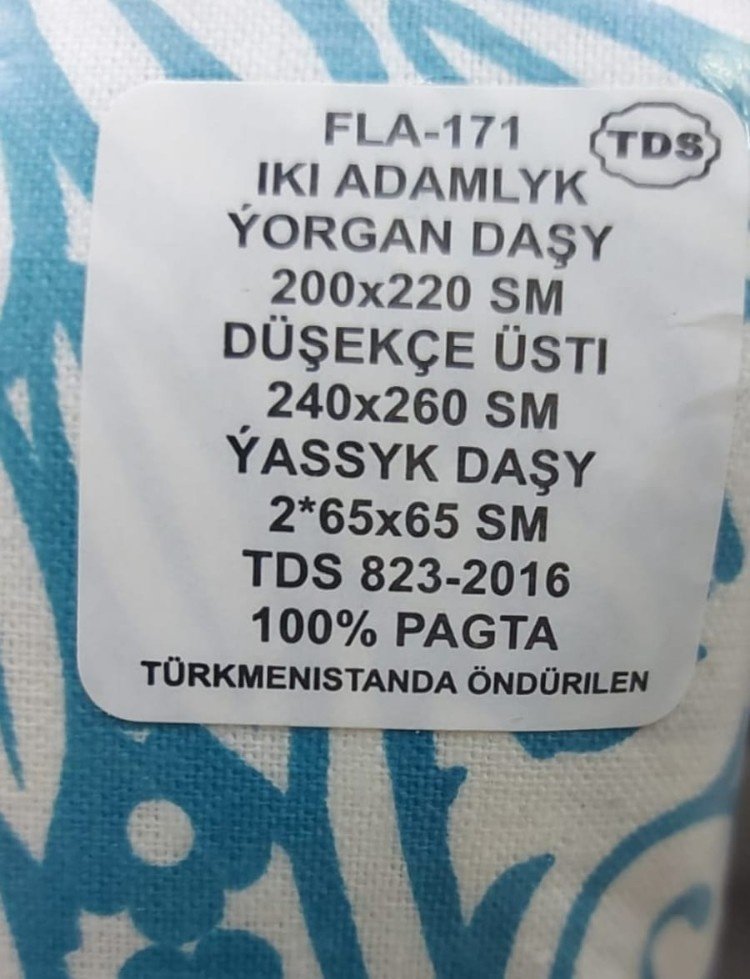 FLA-171
TDS
IKI ADAMLYK
ÝORGAN DAŞY
200x220 SM
DÜŞEKÇE ÜSTI
240x260 SM
ÝASSYK DAŞY
2*65x65 SM
TDS 823-2016
100% PAGTA
TÜRKMENISTANDA ÖNDÜRILEN